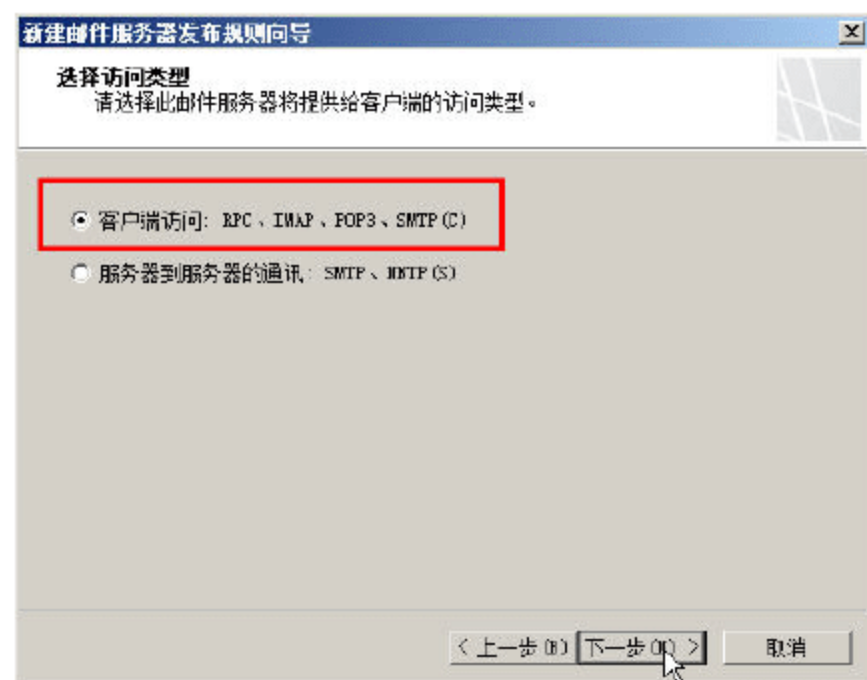 新建邮件服务器发布规则向导
选择访问类型
请选择此邮件服务器将提供给客户端的访问类型。
客户端访问: RPC、IMAP、POP3、SMTP(C)
服务器到服务器的通讯: SMTP、NNTP(S)
< 上一步(B) 下一步(N) > 取消